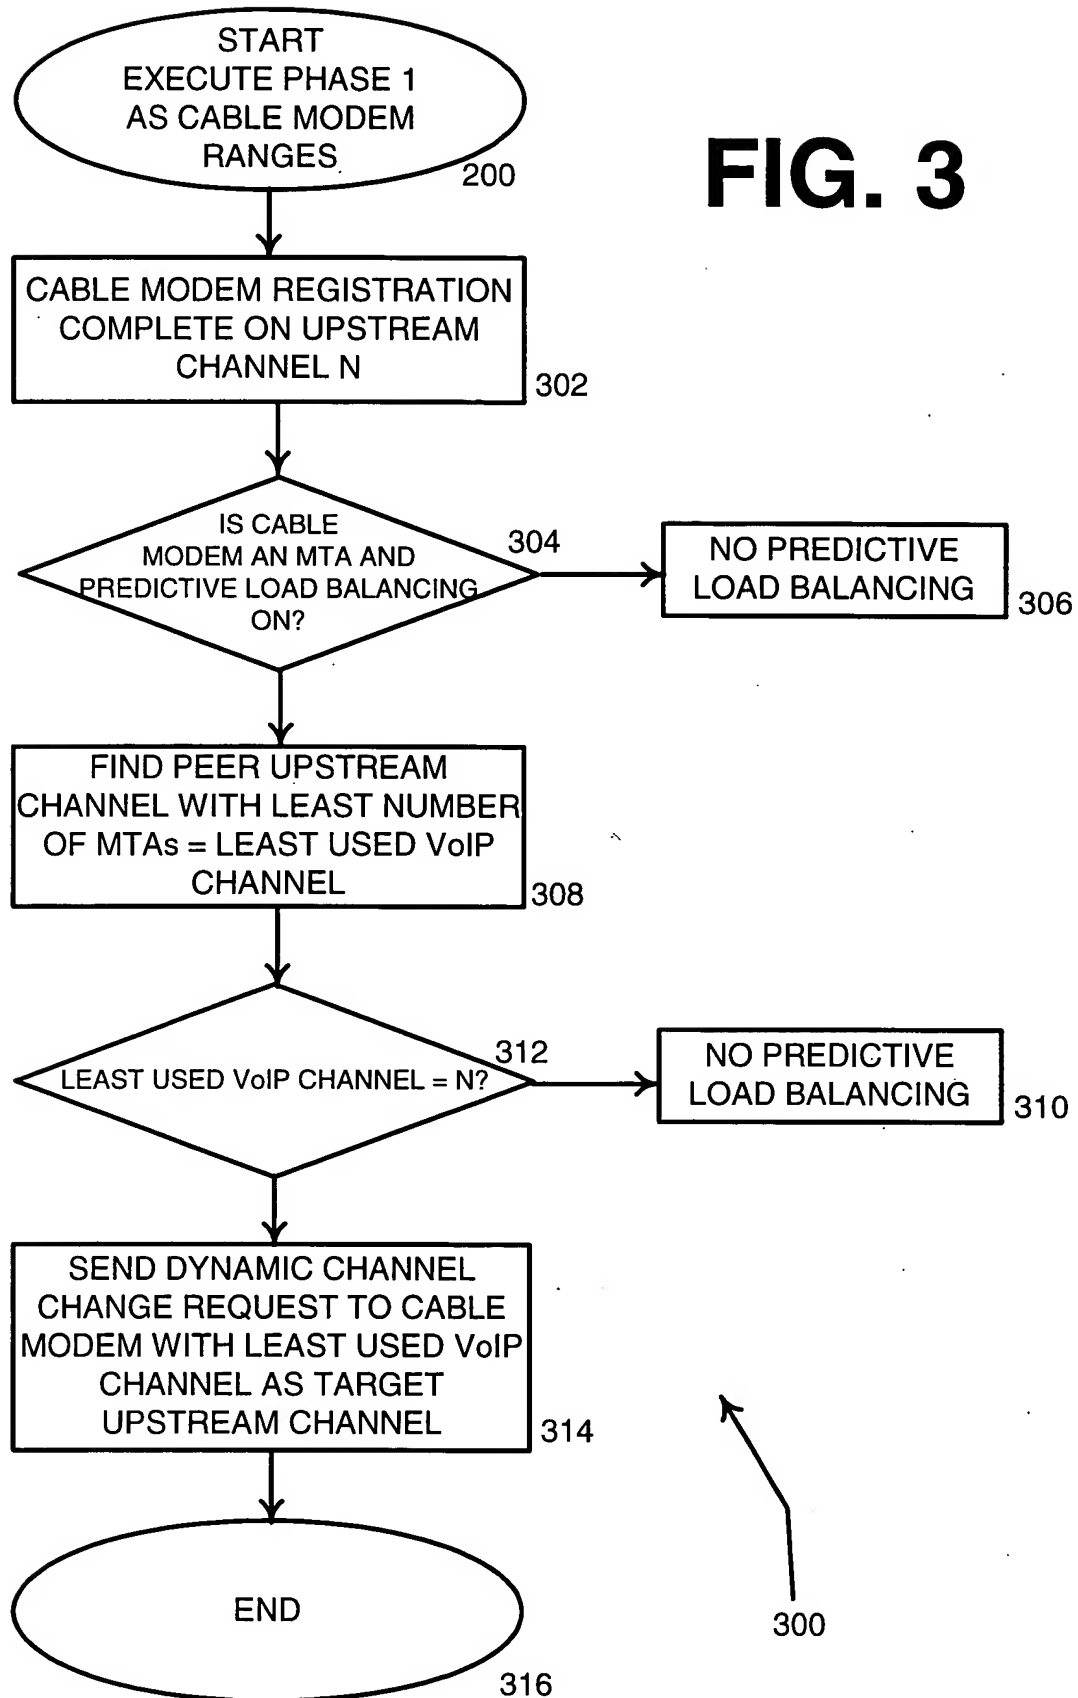 START
EXECUTE PHASE 1
AS CABLE MODEM
RANGES
200
FIG. 3
CABLE MODEM REGISTRATION
COMPLETE ON UPSTREAM
CHANNEL N
302
IS CABLE
MODEM AN MTA AND
PREDICTIVE LOAD BALANCING
ON?
304
NO PREDICTIVE
LOAD BALANCING
306
FIND PEER UPSTREAM
CHANNEL WITH LEAST NUMBER
OF MTAs = LEAST USED VoIP
CHANNEL
308
LEAST USED VoIP CHANNEL = N?
312
NO PREDICTIVE
LOAD BALANCING
310
SEND DYNAMIC CHANNEL
CHANGE REQUEST TO CABLE
MODEM WITH LEAST USED VoIP
CHANNEL AS TARGET
UPSTREAM CHANNEL
314
END
316
300